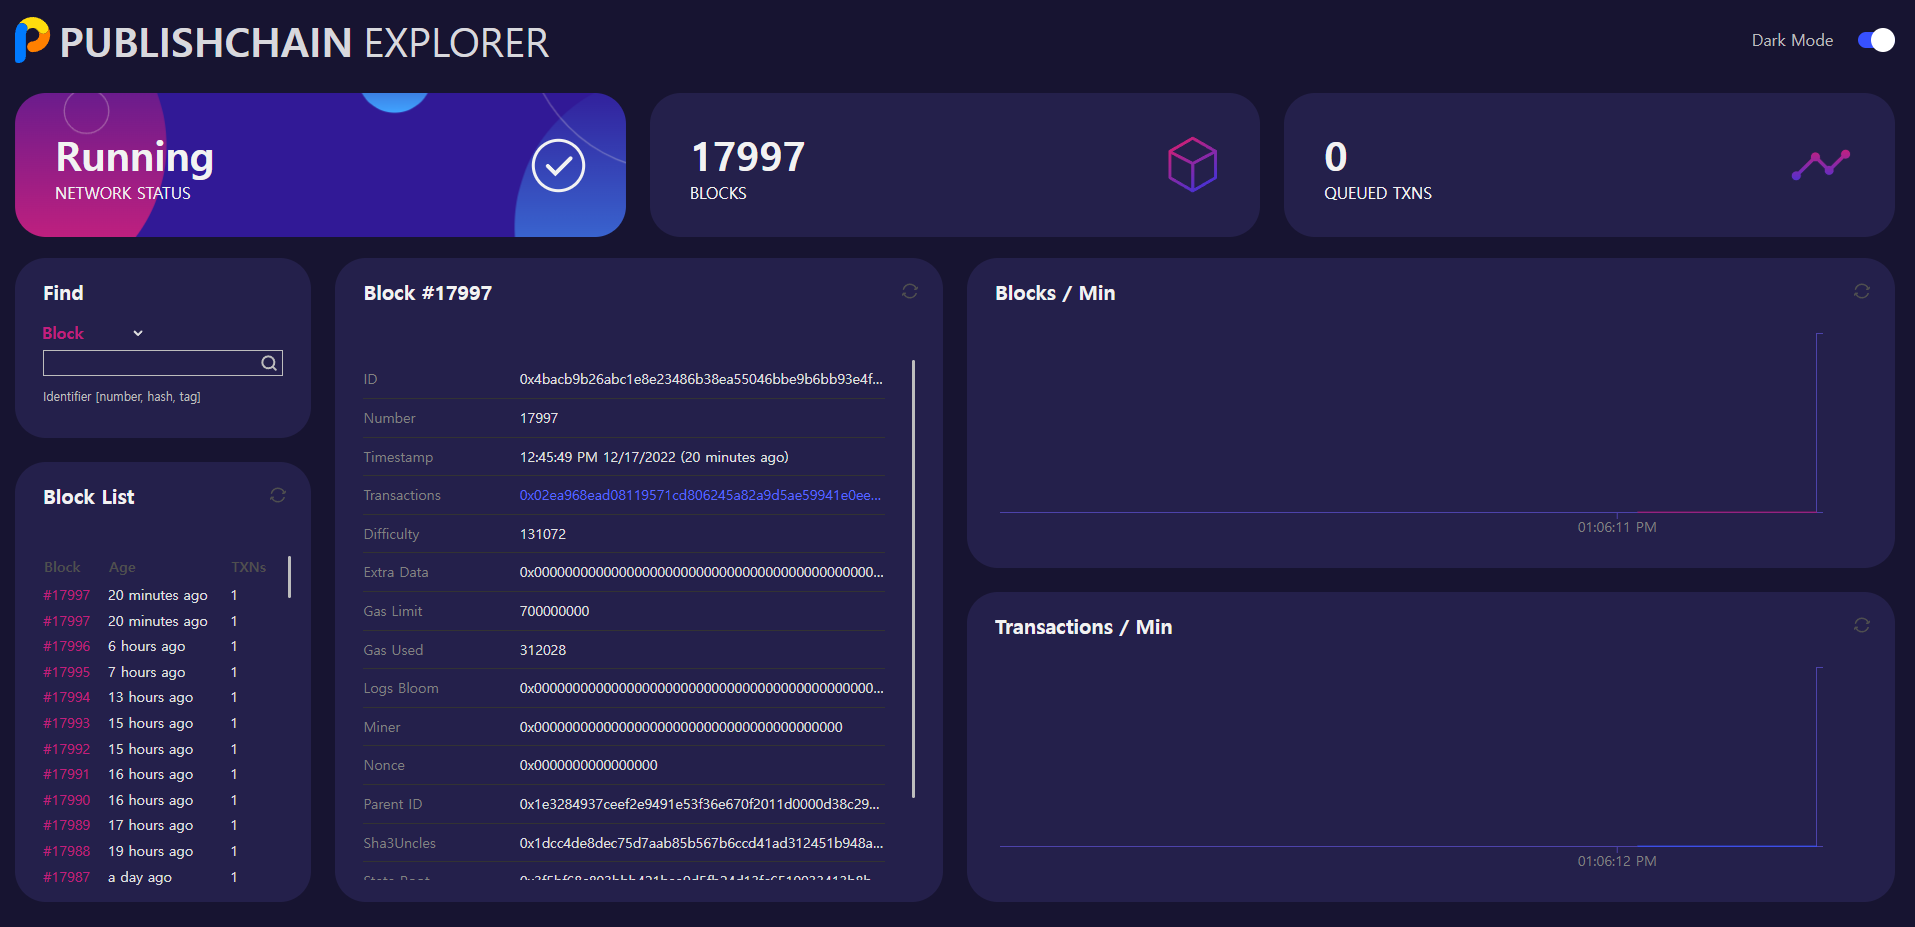 PUBLISHCHAIN EXPLORER
Dark Mode
Running
NETWORK STATUS
17997
BLOCKS
0
QUEUED TXNS
Find
Block
Identifier [number, hash, tag]
Block List
Block Age TXNs
#17997 20 minutes ago 1
#17997 20 minutes ago 1
#17996 6 hours ago 1
#17995 7 hours ago 1
#17994 13 hours ago 1
#17993 15 hours ago 1
#17992 15 hours ago 1
#17991 16 hours ago 1
#17990 16 hours ago 1
#17989 17 hours ago 1
#17988 19 hours ago 1
#17987 a day ago 1
Block #17997
ID 0x4bacb9b26abc1e8e23486b38ea55046bbe9b6bb93e4f...
Number 17997
Timestamp 12:45:49 PM 12/17/2022 (20 minutes ago)
Transactions 0x02ea968ead08119571cd806245a82a9d5ae59941e0ee...
Difficulty 131072
Extra Data 0x00000000000000000000000000000000000000000000000...
Gas Limit 700000000
Gas Used 312028
Logs Bloom 0x00000000000000000000000000000000000000000000000...
Miner 0x0000000000000000000000000000000000000000
Nonce 0x0000000000000000
Parent ID 0x1e3284937ceef2e9491e53f36e670f2011d0000d38c29...
Sha3Uncles 0x1dcc4de8dec75d7aab85b567b6ccd41ad312451b948a...
Blocks / Min
01:06:11 PM
Transactions / Min
01:06:12 PM